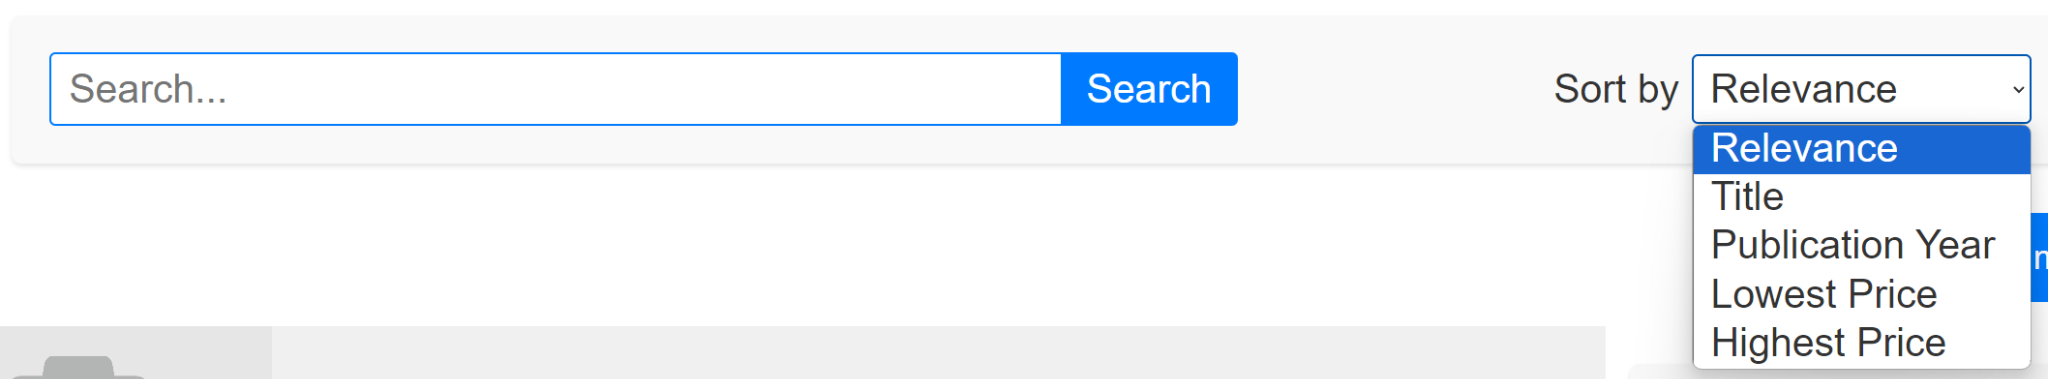 Search...
Search
Sort by
Relevance
Relevance
Title
Publication Year
Lowest Price
Highest Price